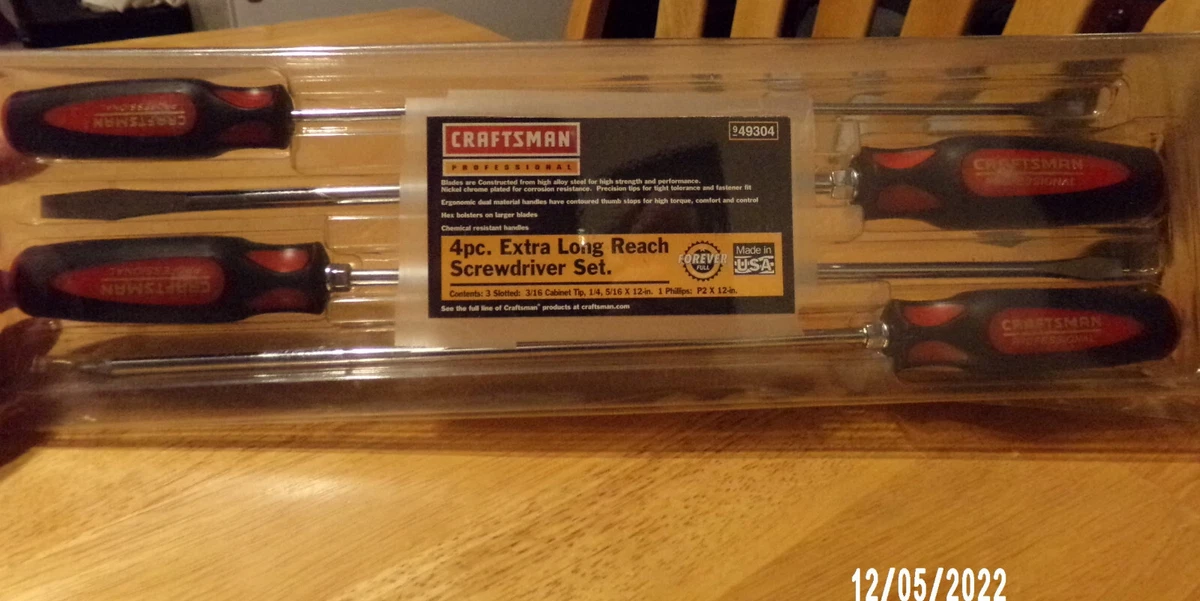 CRAFTSMAN
PROFESSIONAL
949304
Blades are Constructed from high alloy steel for high strength and performance.
Nickel chrome plated for corrosion resistance. Precision tips for tight tolerance and fastener fit
Ergonomic dual material handles have contoured thumb stops for high torque, comfort and control
Hex bolsters on larger blades
Chemical resistant handles
4pc. Extra Long Reach
Screwdriver Set.
FOREVER
FULL
Made in
USA
Contents: 3 Slotted: 3/16 Cabinet Tip, 1/4, 5/16 X 12-in. 1 Phillips: P2 X 12-in.
See the full line of Craftsman® products at craftsman.com
CRAFTSMAN
PROFESSIONAL
CRAFTSMAN
CRAFTSMAN
CRAFTSMAN
12/05/2022